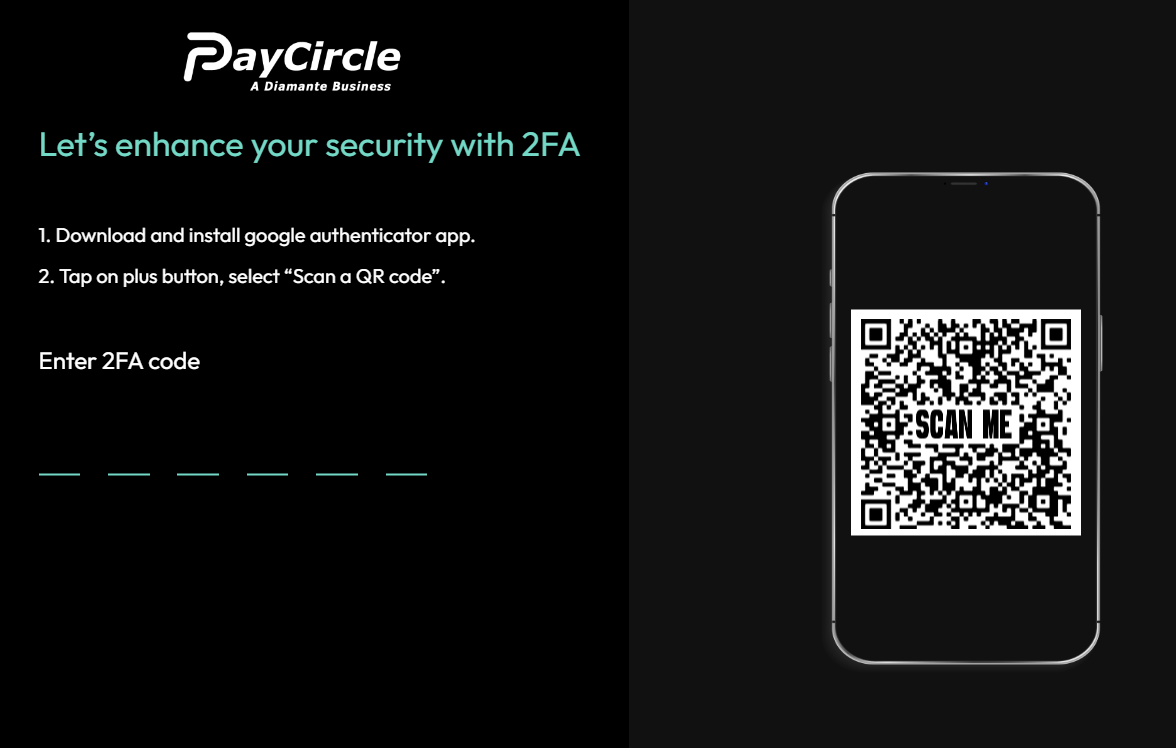 PayCircle
A Diamante Business
Let’s enhance your security with 2FA
1. Download and install google authenticator app.
2. Tap on plus button, select “Scan a QR code”.
Enter 2FA code
SCAN ME